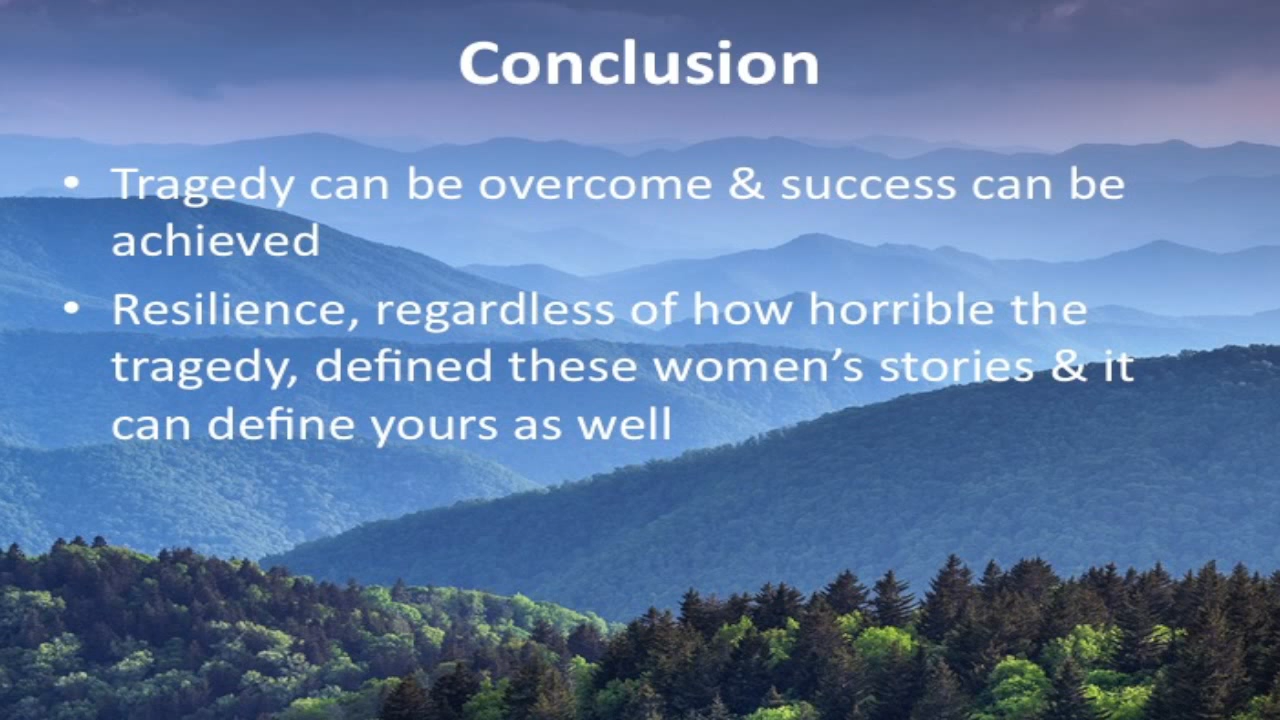 Conclusion
• Tragedy can be overcome & success can be
achieved
• Resilience, regardless of how horrible the
tragedy, defined these women’s stories & it
can define yours as well